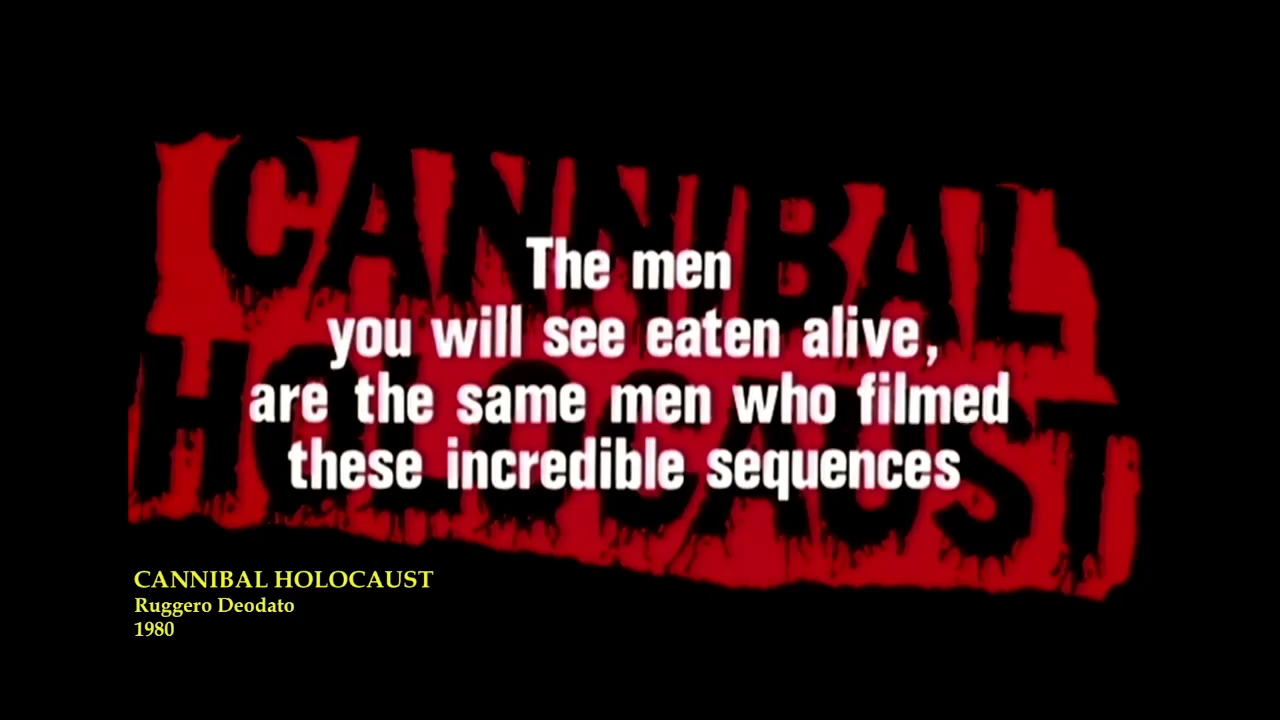 CANNIBAL
HOLOCAUST
The men
you will see eaten alive,
are the same men who filmed
these incredible sequences
CANNIBAL HOLOCAUST
Ruggero Deodato
1980